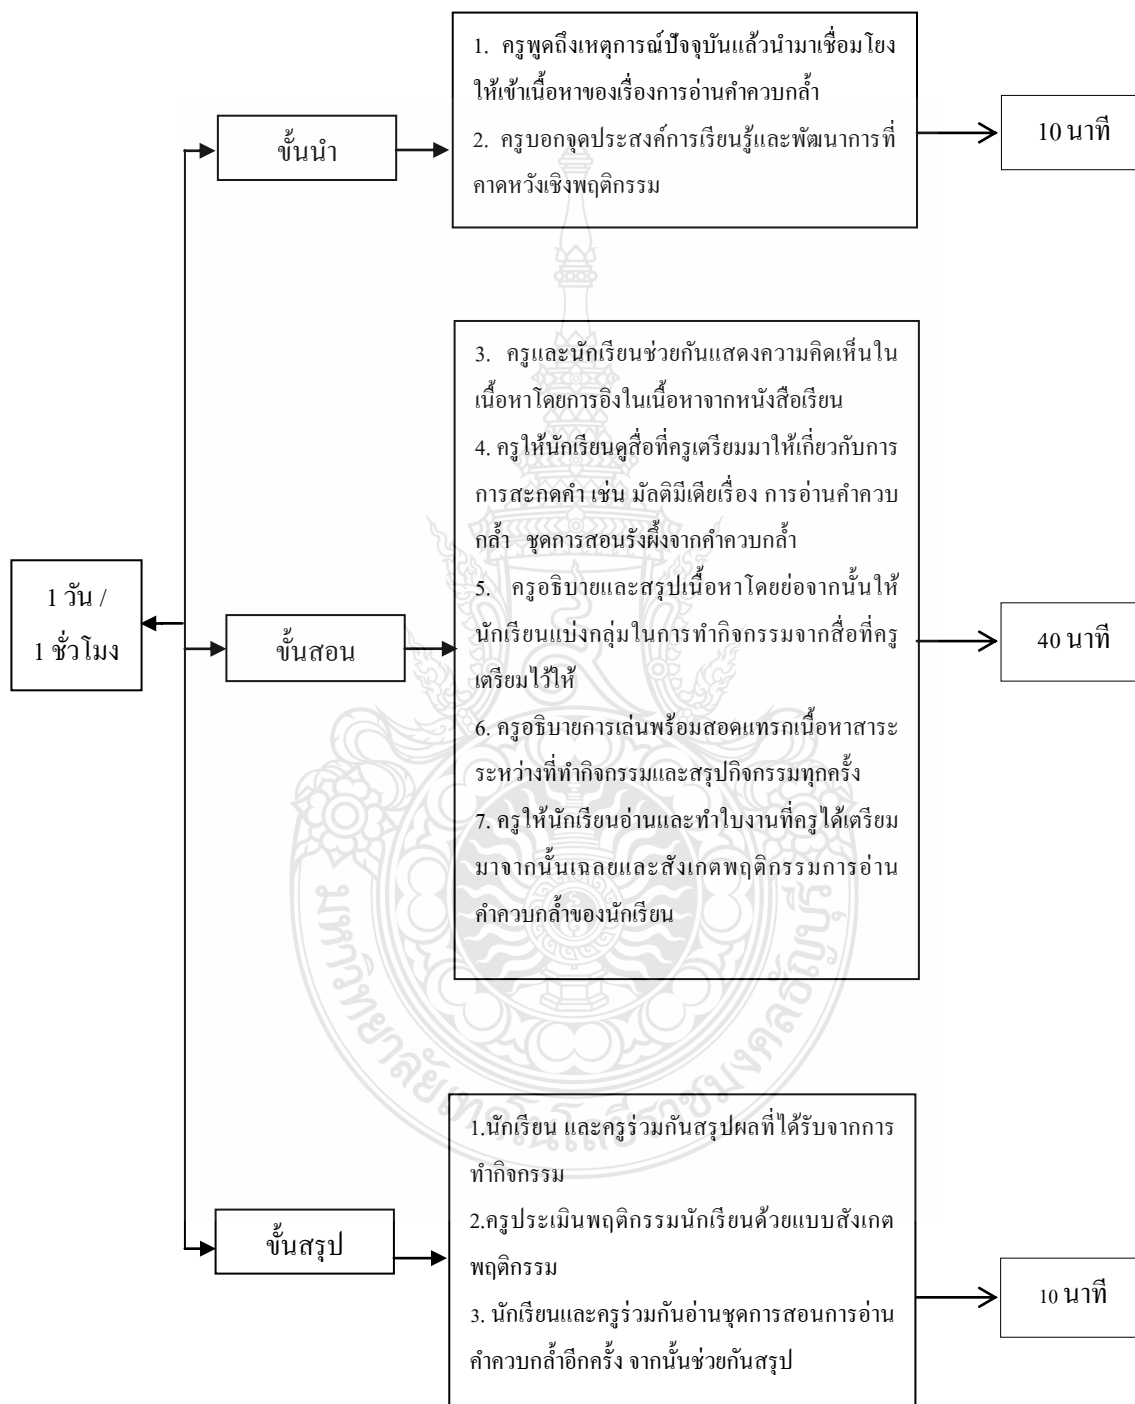 1. ครูพูดถึงเหตุการณ์ปัจจุบันแล้วนำมาเชื่อมโยง
ให้เข้าเนื้อหาของเรื่องการอ่านคำควบกล้ำ
2. ครูบอกจุดประสงค์การเรียนรู้และพัฒนาการที่
คาดหวังเชิงพฤติกรรม
ขั้นนำ
10 นาที
3. ครูและนักเรียนช่วยกันแสดงความคิดเห็นใน
เนื้อหาโดยการอิงในเนื้อหาจากหนังสือเรียน
4. ครูให้นักเรียนดูสื่อที่ครูเตรียมมาให้เกี่ยวกับการ
การสะกดคำ เช่น มัลติมีเดียเรื่อง การอ่านคำควบ
กล้ำ ชุดการสอนรังผึ้งจากคำควบกล้ำ
5. ครูอธิบายและสรุปเนื้อหาโดยย่อจากนั้นให้
นักเรียนแบ่งกลุ่มในการทำกิจกรรมจากสื่อที่ครู
เตรียมไว้ให้
6. ครูอธิบายการเล่นพร้อมสอดแทรกเนื้อหาสาระ
ระหว่างที่ทำกิจกรรมและสรุปกิจกรรมทุกครั้ง
7. ครูให้นักเรียนอ่านและทำใบงานที่ครูได้เตรียม
มาจากนั้นเฉลยและสังเกตพฤติกรรมการอ่าน
คำควบกล้ำของนักเรียน
1 วัน /
1 ชั่วโมง
ขั้นสอน
40 นาที
มหาวิทยาลัยเทคโนโลยีราชมงคลธัญบุรี
1.นักเรียน และครูร่วมกันสรุปผลที่ได้รับจากการ
ทำกิจกรรม
2.ครูประเมินพฤติกรรมนักเรียนด้วยแบบสังเกต
พฤติกรรม
3. นักเรียนและครูร่วมกันอ่านชุดการสอนการอ่าน
คำควบกล้ำอีกครั้ง จากนั้นช่วยกันสรุป
ขั้นสรุป
10 นาที